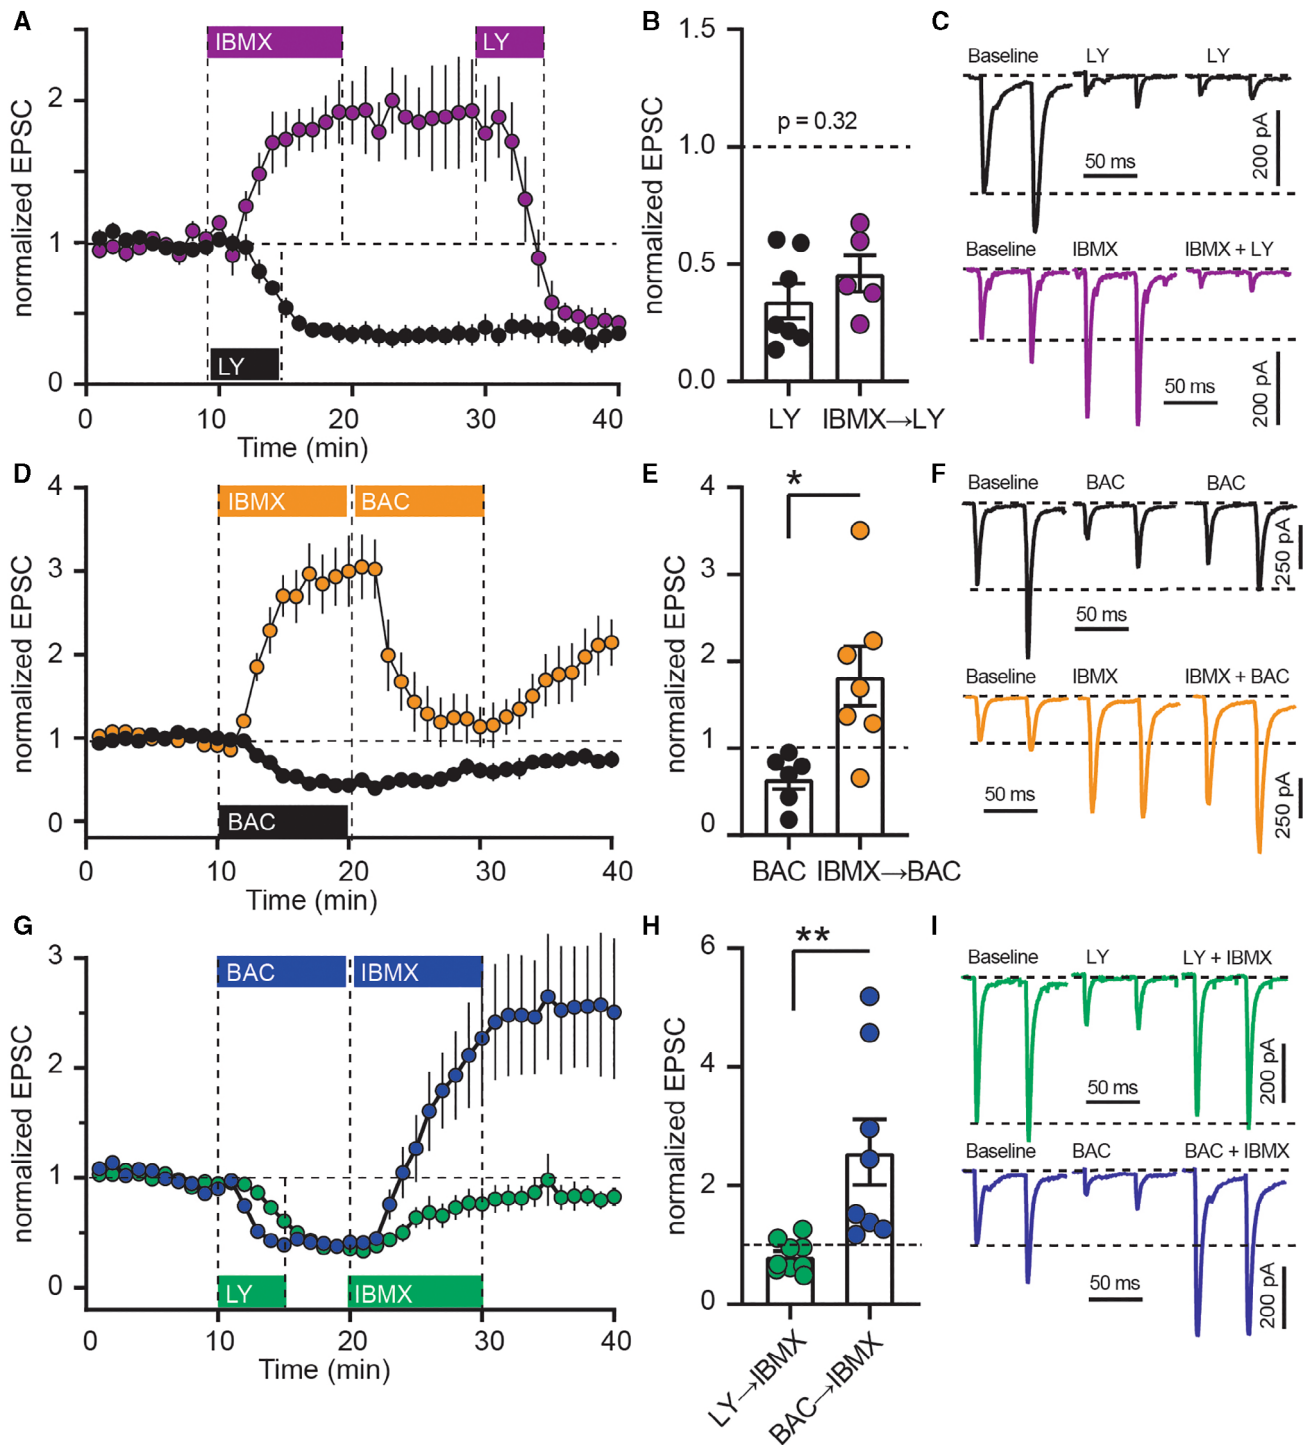 A
IBMX
LY
2
1
0
normalized EPSC
LY
0
10
20
30
40
Time (min)
B
1.5
1.0
0.5
0.0
normalized EPSC
p = 0.32
LY
IBMX→LY
C
Baseline
LY
LY
50 ms
200 pA
Baseline
IBMX
IBMX + LY
50 ms
200 pA
D
4
3
2
1
0
normalized EPSC
IBMX
BAC
BAC
0
10
20
30
40
Time (min)
E
4
3
2
1
0
normalized EPSC
*
BAC
IBMX→BAC
F
Baseline
BAC
BAC
50 ms
250 pA
Baseline
IBMX
IBMX + BAC
50 ms
250 pA
G
3
2
1
0
normalized EPSC
BAC
IBMX
LY
IBMX
0
10
20
30
40
Time (min)
H
6
4
2
0
normalized EPSC
**
LY→IBMX
BAC→IBMX
I
Baseline
LY
LY + IBMX
50 ms
200 pA
Baseline
BAC
BAC + IBMX
50 ms
200 pA